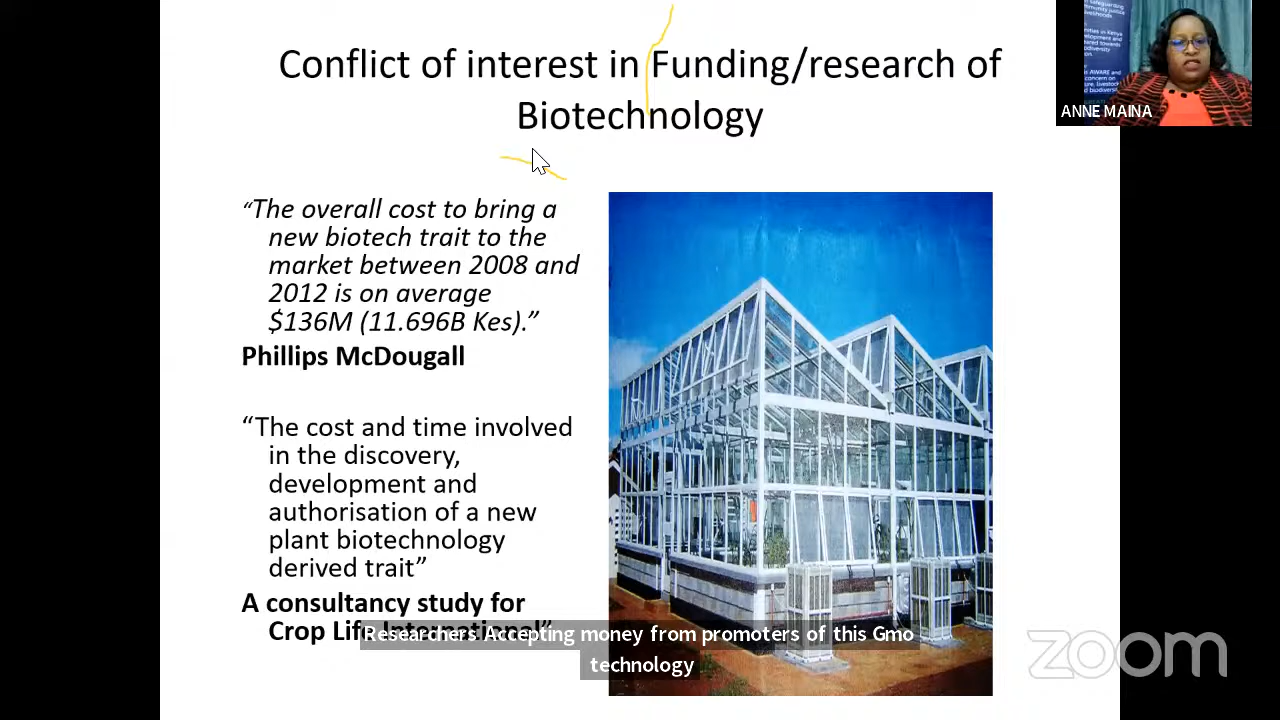 Conflict of interest in Funding/research of
Biotechnology
“The overall cost to bring a
new biotech trait to the
market between 2008 and
2012 is on average
$136M (11.696B Kes).”
Phillips McDougall
“The cost and time involved
in the discovery,
development and
authorisation of a new
plant biotechnology
derived trait”
A consultancy study for
Crop Life International”
Researchers Accepting money from promoters of this Gmo
technology
ANNE MAINA
zoom